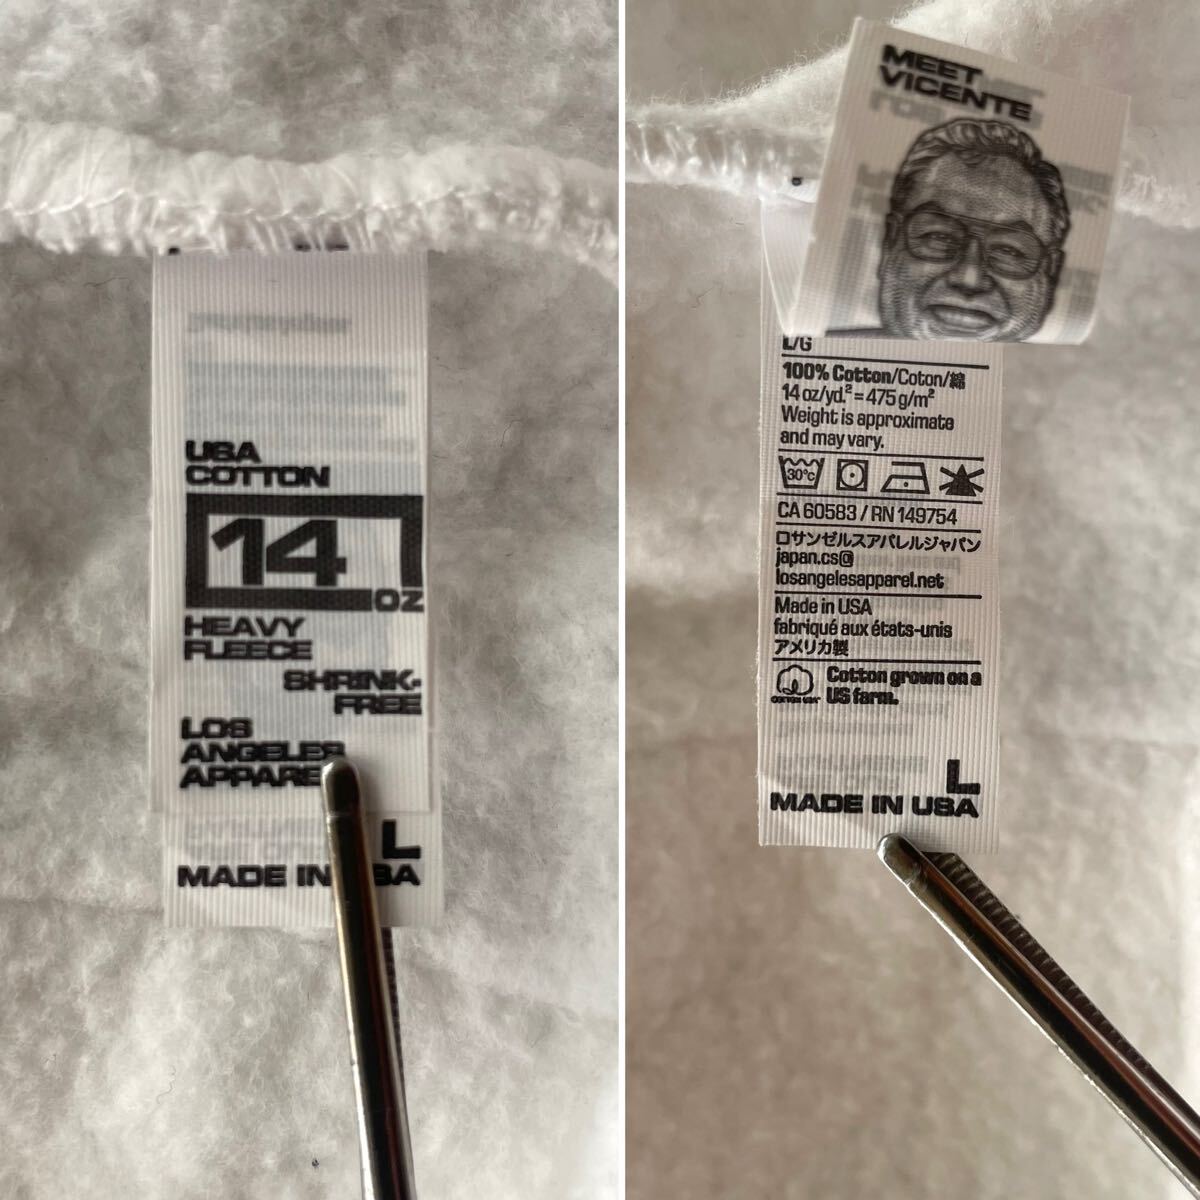 USA
COTTON
14
OZ
HEAVY
FLEECE
SHRINK-
FREE
LOS
ANGELES
APPARE
L
MADE IN USA
MEET
VICENTE
L/G
100% Cotton/Coton/綿
14 oz/yd.² = 475 g/m²
Weight is approximate
and may vary.
30°C
CA 60583 / RN 149754
ロサンゼルスアパレルジャパン
japan.cs@
losangelesapparel.net
Made in USA
fabriqué aux états-unis
アメリカ製
Cotton grown on a
US farm.
COTTON USA
L
MADE IN USA